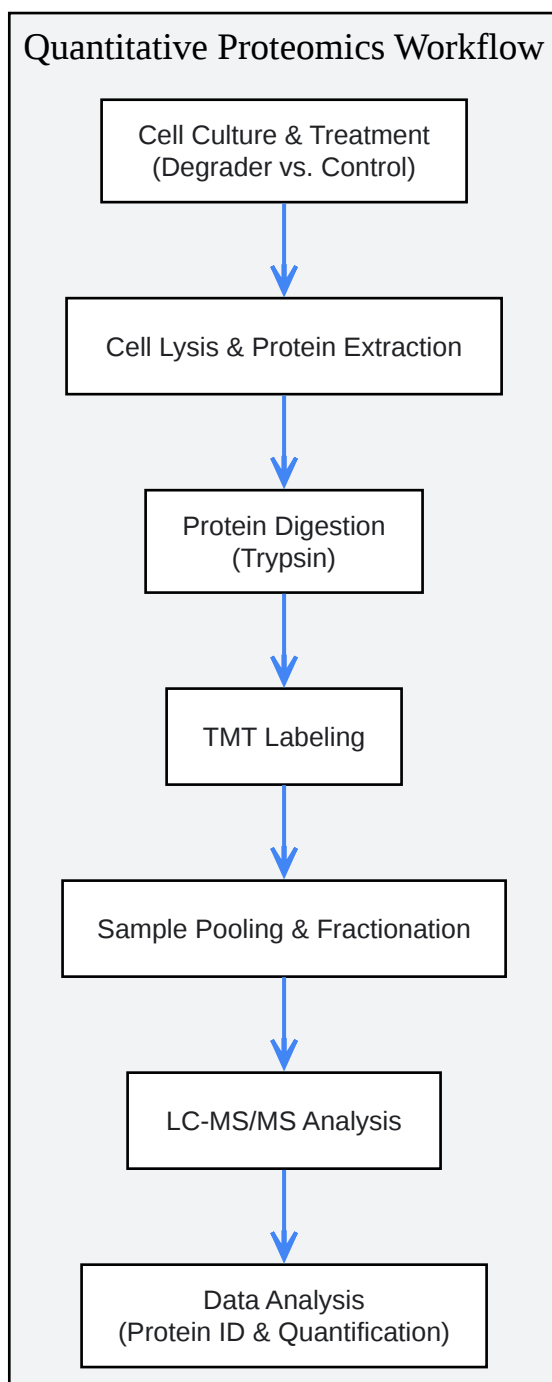 Quantitative Proteomics Workflow
Cell Culture & Treatment
(Degrader vs. Control)
Cell Lysis & Protein Extraction
Protein Digestion
(Trypsin)
TMT Labeling
Sample Pooling & Fractionation
LC-MS/MS Analysis
Data Analysis
(Protein ID & Quantification)